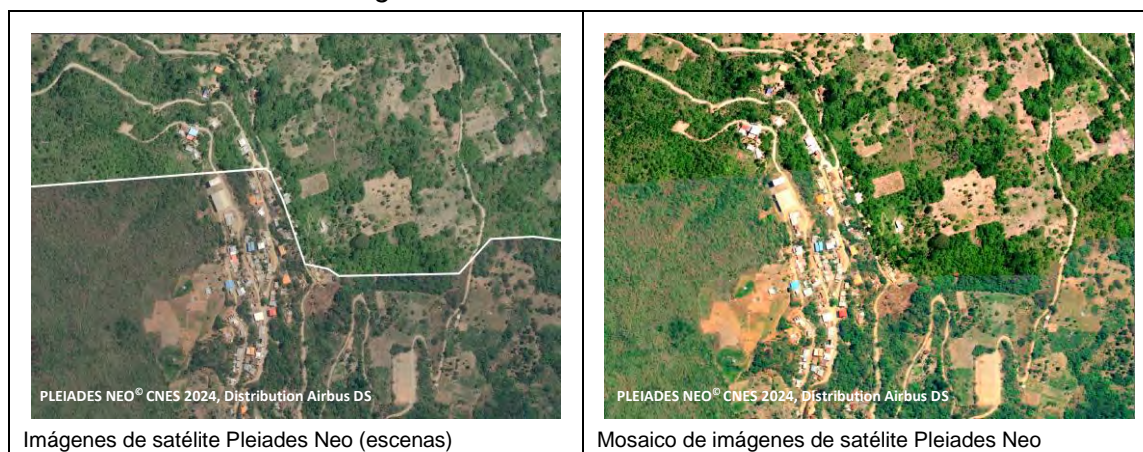 PLEIADES NEO© CNES 2024, Distribution Airbus DS
PLEIADES NEO© CNES 2024, Distribution Airbus DS
Imágenes de satélite Pleiades Neo (escenas)
Mosaico de imágenes de satélite Pleiades Neo